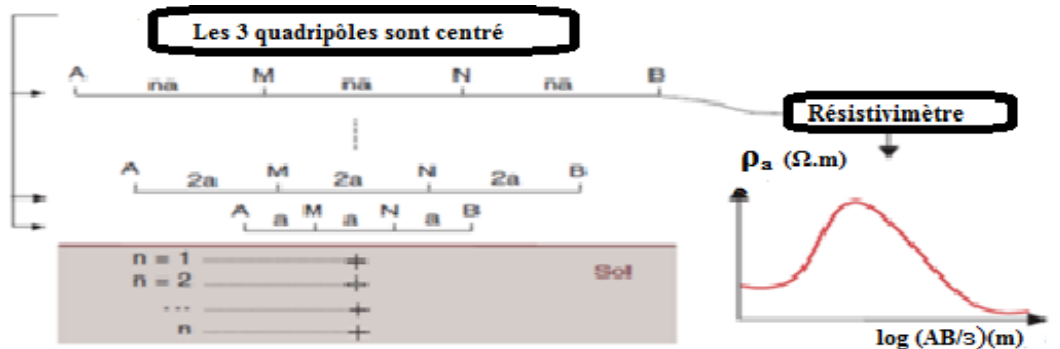 Les 3 quadripôles sont centré
A M N B
na na na
Résistivimètre
ρa (Ω.m)
A M N B
2a 2a 2a
A a M a N a B
n = 1
n = 2
...
n
Sol
log (AB/3)(m)